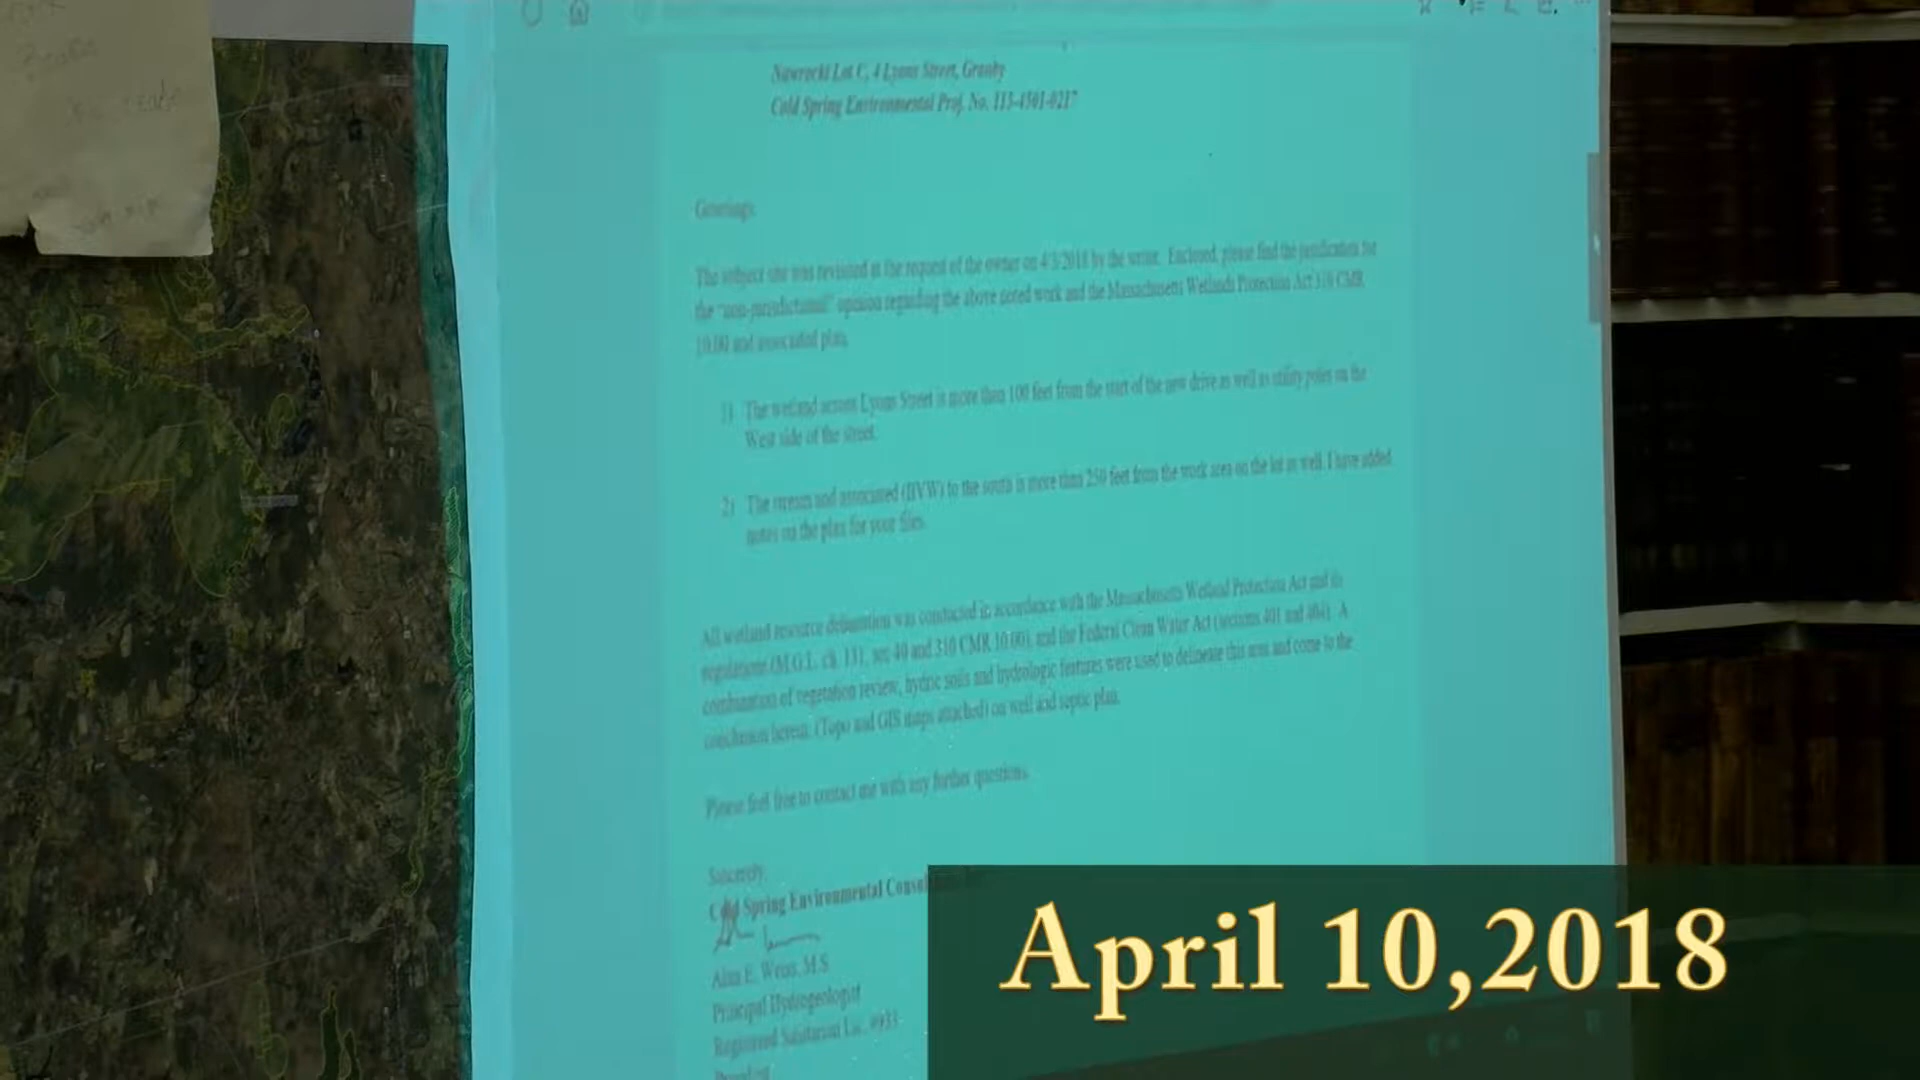 Nawrocki Lot C, 4 Lyons Street, Granby
Cold Spring Environmental Proj. No. 113-4501-0217
Greetings,
The subject site was revisited at the request of the owner on 4/3/2018 by the writer. Enclosed, please find the justification for
the "non-jurisdictional" opinion regarding the above noted work and the Massachusetts Wetlands Protection Act 310 CMR
10.00 and associated plan.
1) The wetland across Lyons Street is more than 100 feet from the start of the new drive as well as utility poles on the
West side of the street.
2) The stream and associated (BVW) to the south is more than 250 feet from the work area on the lot as well. I have added
notes on the plan for your files.
All wetland resource delineation was conducted in accordance with the Massachusetts Wetland Protection Act and its
regulations (M.G.L. ch. 131, sec 40 and 310 CMR 10.00), and the Federal Clean Water Act (sections 401 and 404). A
combination of vegetation review, hydric soils and hydrologic features were used to delineate this area and come to the
conclusion herein. (Topo and GIS maps attached) on well and septic plan.
Please feel free to contact me with any further questions.
Sincerely,
Cold Spring Environmental
Alan E. Weiss, M.S.
Principal Hydrogeologist
Registered Sanitarian Lic. #933
April 10,2018